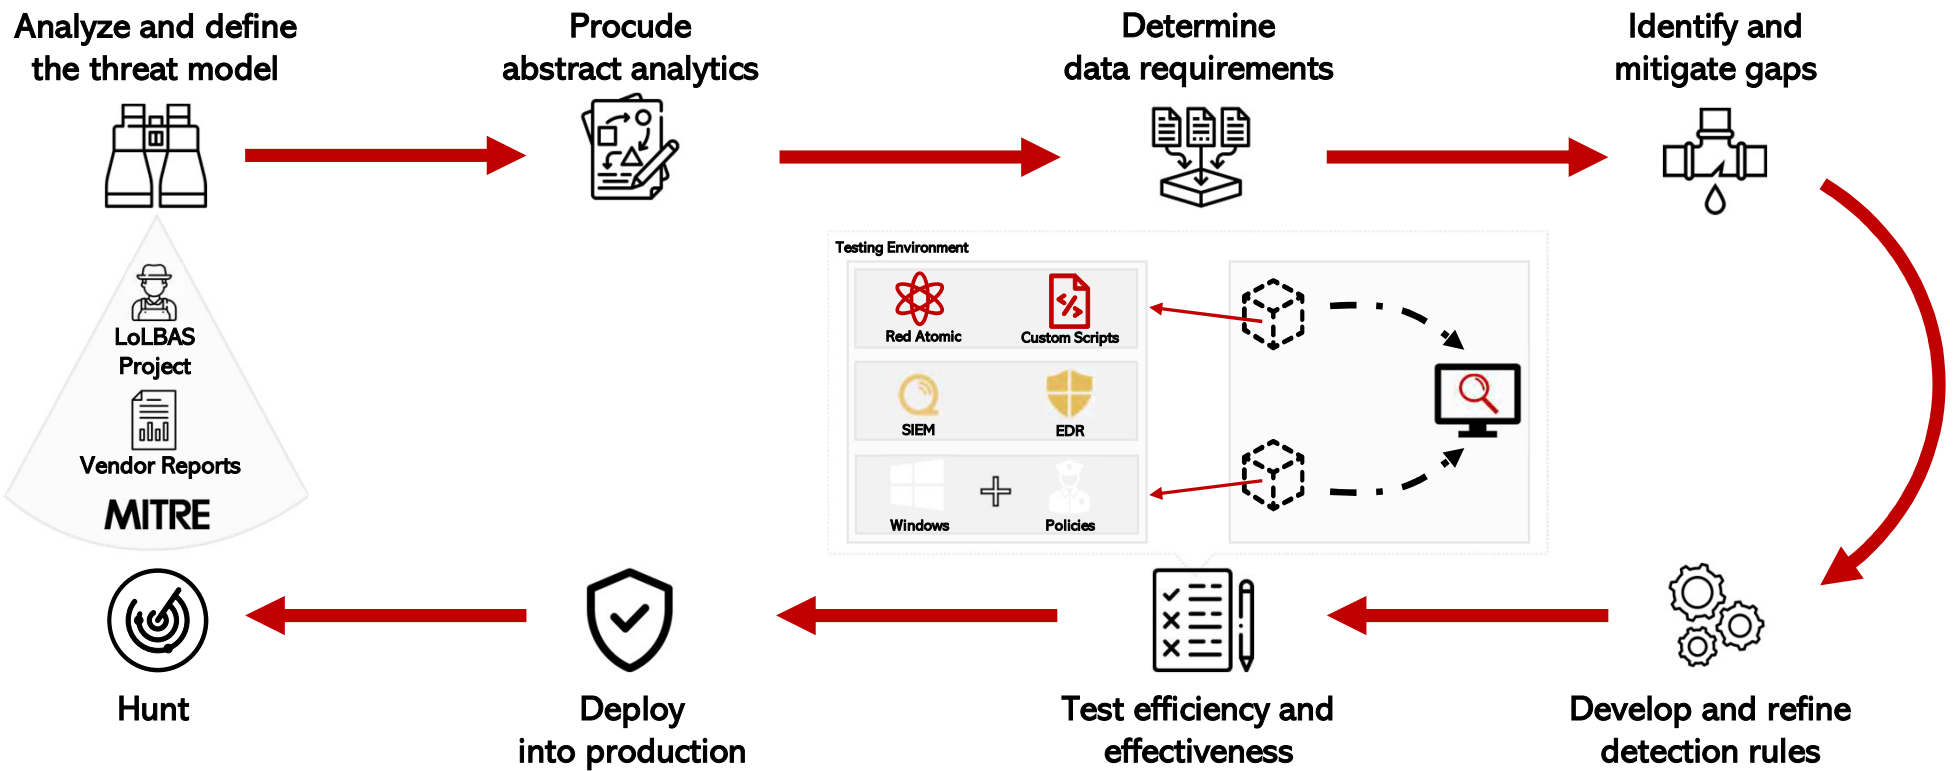 Analyze and define
the threat model
Procude
abstract analytics
Determine
data requirements
Identify and
mitigate gaps
LoLBAS
Project
Vendor Reports
MITRE
Testing Environment
Red Atomic
Custom Scripts
</>
SIEM
EDR
Windows
Policies
Hunt
Deploy
into production
Test efficiency and
effectiveness
Develop and refine
detection rules